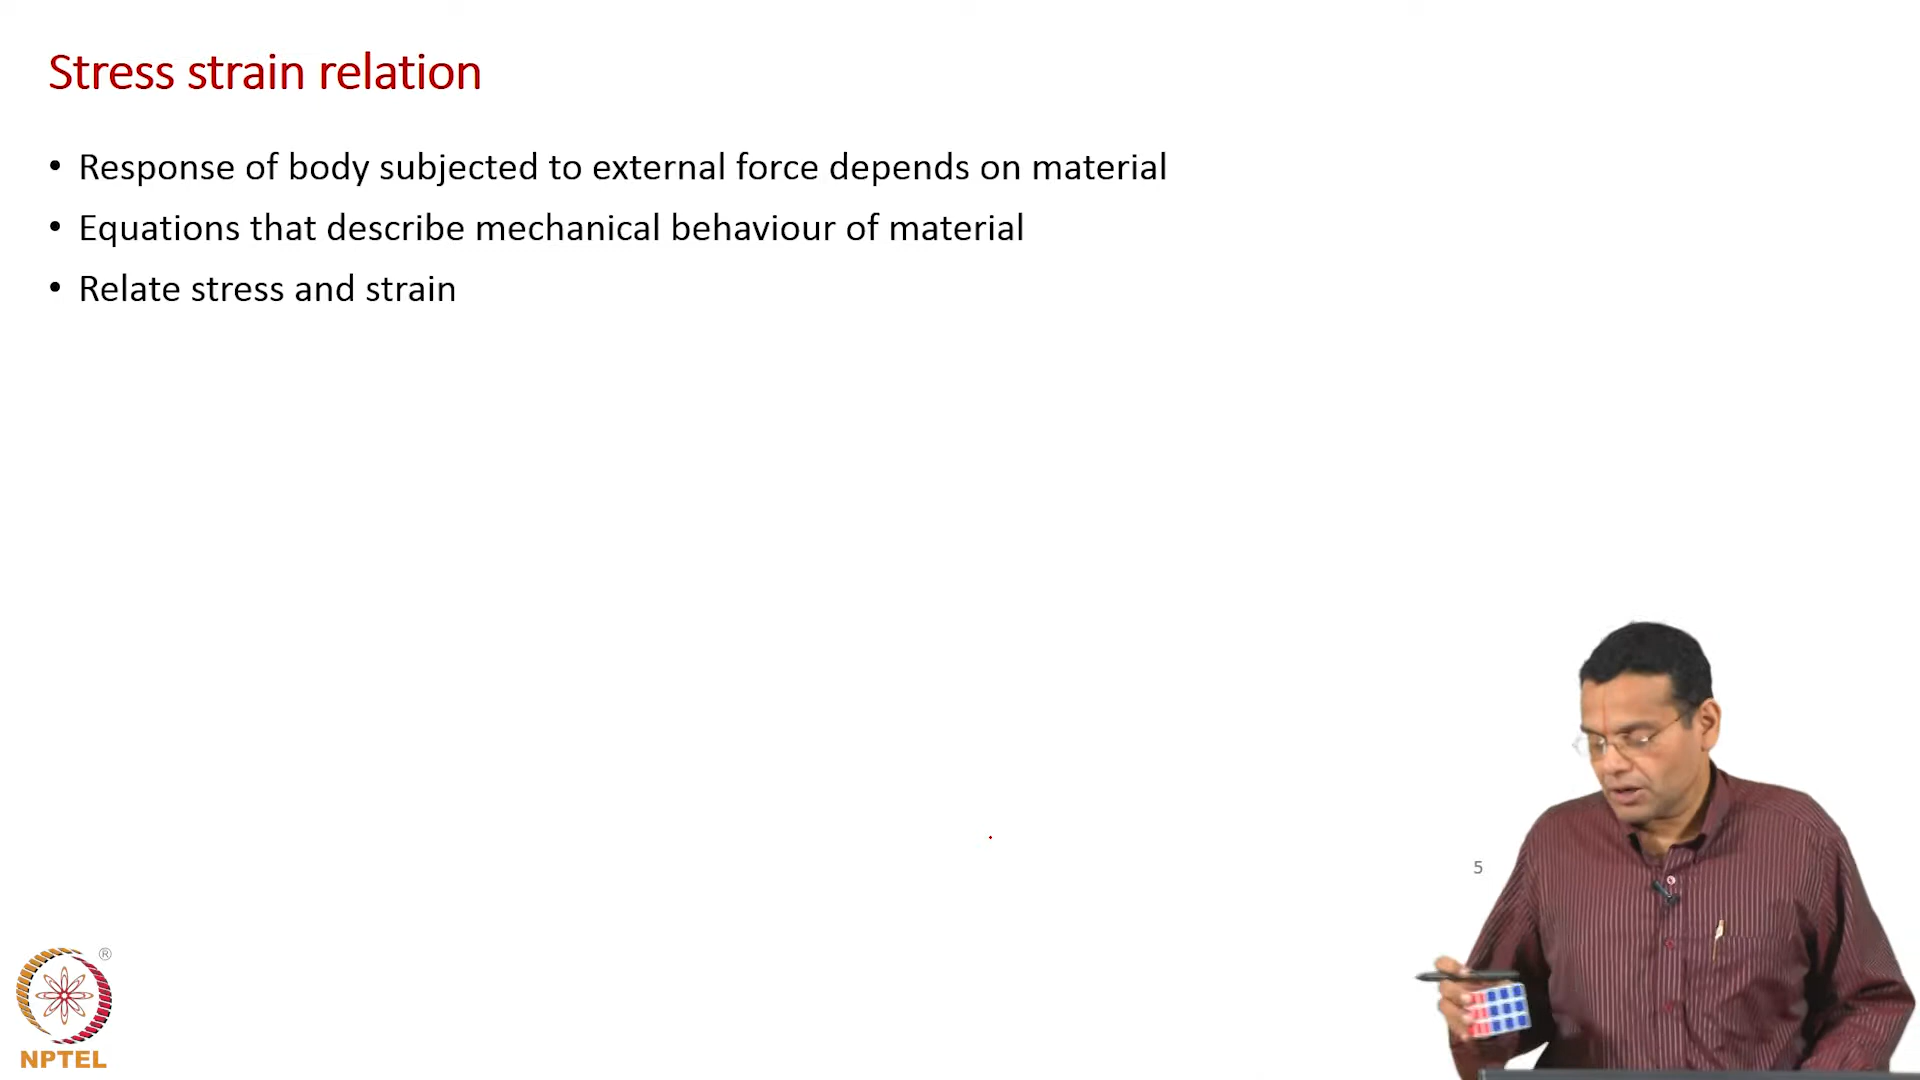 Stress strain relation
• Response of body subjected to external force depends on material
• Equations that describe mechanical behaviour of material
• Relate stress and strain
5
®
NPTEL